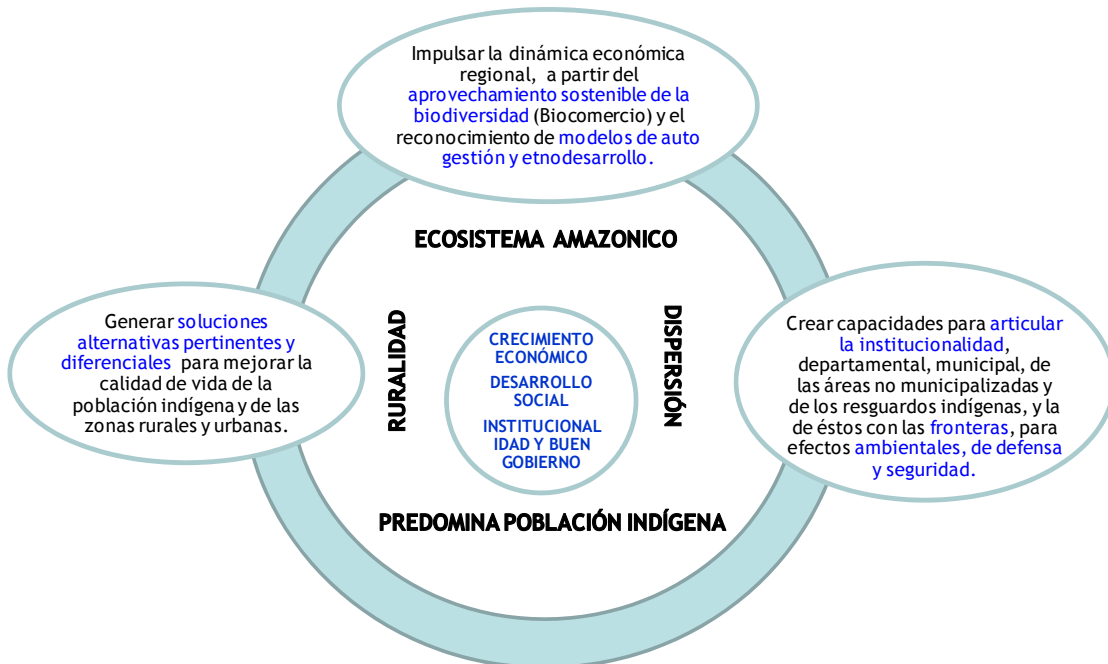 Impulsar la dinámica económica
regional, a partir del
aprovechamiento sostenible de la
biodiversidad (Biocomercio) y el
reconocimiento de modelos de auto
gestión y etnodesarrollo.
ECOSISTEMA AMAZONICO
Generar soluciones
alternativas pertinentes y
diferenciales para mejorar la
calidad de vida de la
población indígena y de las
zonas rurales y urbanas.
RURALIDAD
CRECIMIENTO
ECONÓMICO
DESARROLLO
SOCIAL
INSTITUCIONAL
IDAD Y BUEN
GOBIERNO
DISPERSIÓN
Crear capacidades para articular
la institucionalidad,
departamental, municipal, de
las áreas no municipalizadas y
de los resguardos indígenas, y la
de éstos con las fronteras, para
efectos ambientales, de defensa
y seguridad.
PREDOMINA POBLACIÓN INDÍGENA